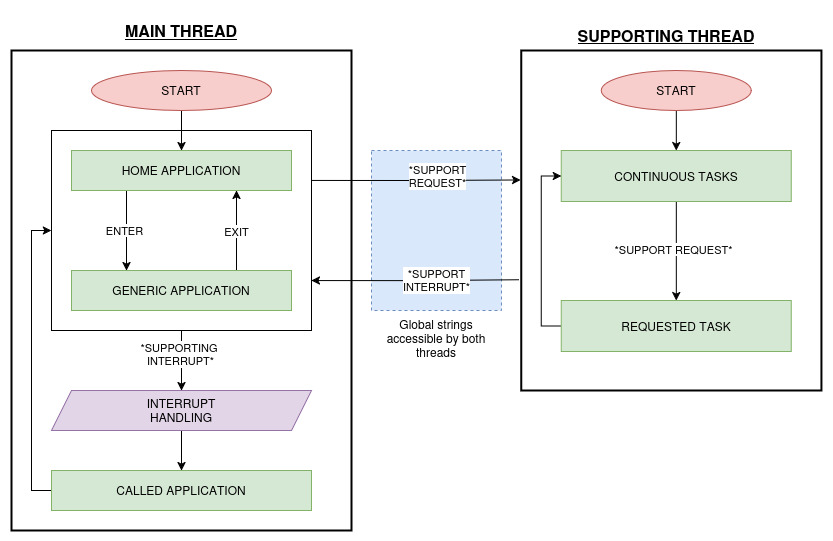 MAIN THREAD
START
HOME APPLICATION
ENTER
EXIT
GENERIC APPLICATION
*SUPPORTING
INTERRUPT*
INTERRUPT
HANDLING
CALLED APPLICATION
*SUPPORT
REQUEST*
*SUPPORT
INTERRUPT*
Global strings
accessible by both
threads
SUPPORTING THREAD
START
CONTINUOUS TASKS
*SUPPORT REQUEST*
REQUESTED TASK